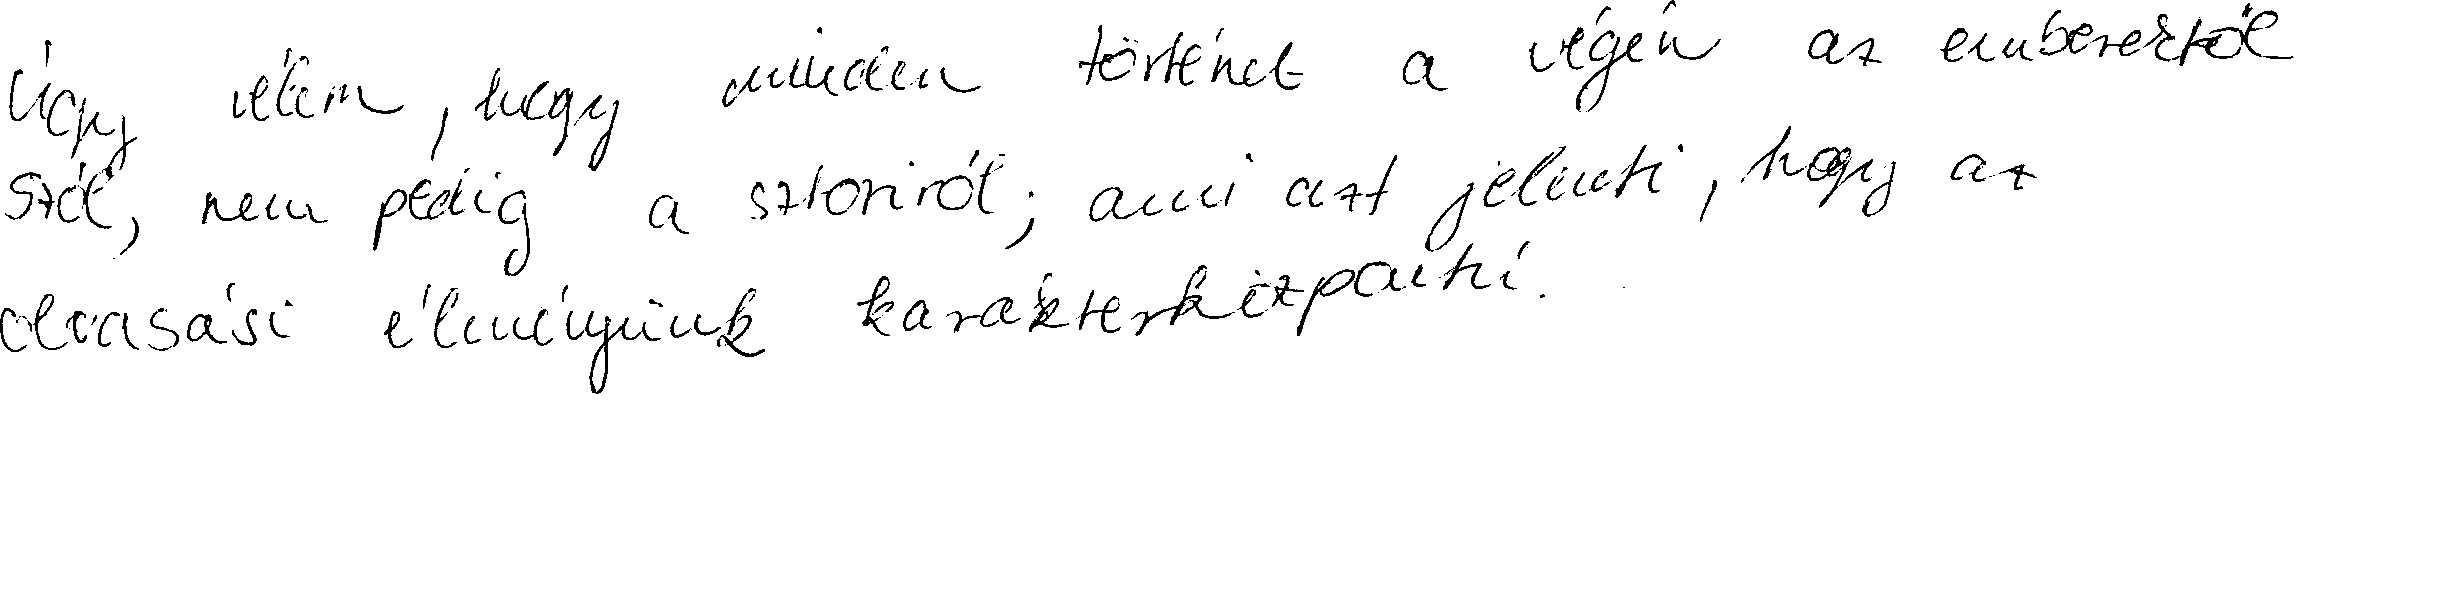 Úgy vélem, hogy minden történet a végén az emberektől
szól, nem pedig a sztoriról; ami azt jelenti, hogy az
olvasási élményünk karakterközpontú.